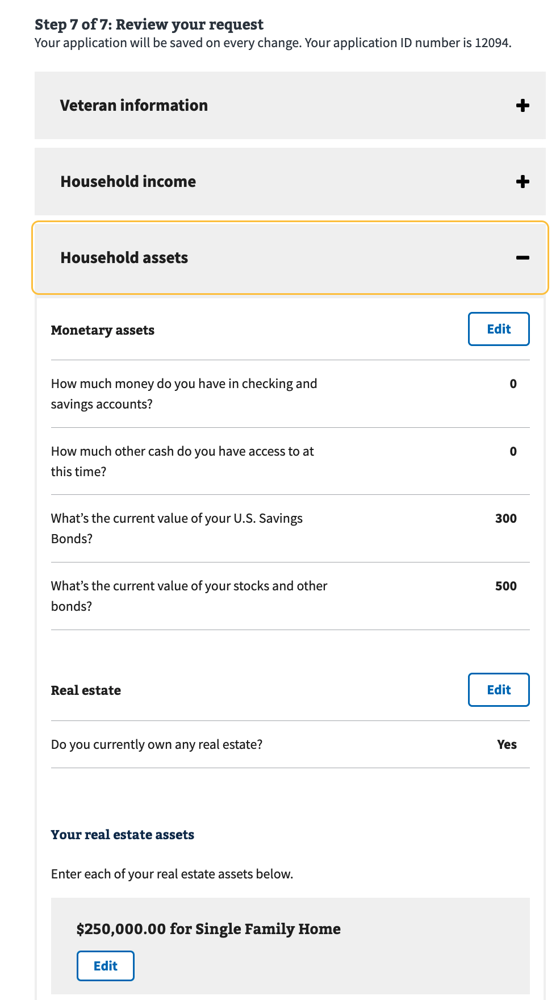 Step 7 of 7: Review your request
Your application will be saved on every change. Your application ID number is 12094.
Veteran information
Household income
Household assets
Monetary assets
Edit
How much money do you have in checking and
savings accounts?
0
How much other cash do you have access to at
this time?
0
What’s the current value of your U.S. Savings
Bonds?
300
What’s the current value of your stocks and other
bonds?
500
Real estate
Edit
Do you currently own any real estate?
Yes
Your real estate assets
Enter each of your real estate assets below.
$250,000.00 for Single Family Home
Edit